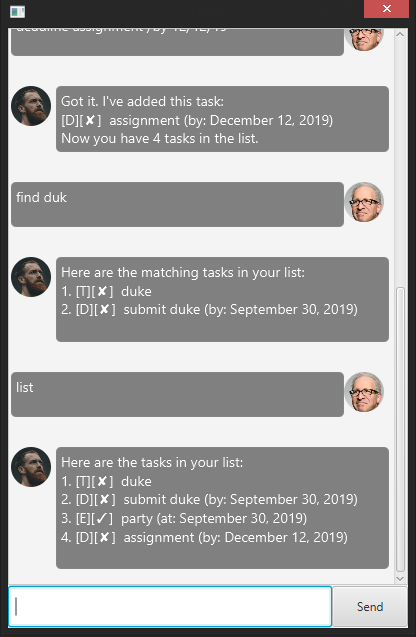 deadline assignment /by 12/12/19
Got it. I've added this task:
[D][✘] assignment (by: December 12, 2019)
Now you have 4 tasks in the list.
find duk
Here are the matching tasks in your list:
1. [T][✘] duke
2. [D][✘] submit duke (by: September 30, 2019)
list
Here are the tasks in your list:
1. [T][✘] duke
2. [D][✘] submit duke (by: September 30, 2019)
3. [E][✓] party (at: September 30, 2019)
4. [D][✘] assignment (by: December 12, 2019)
Send